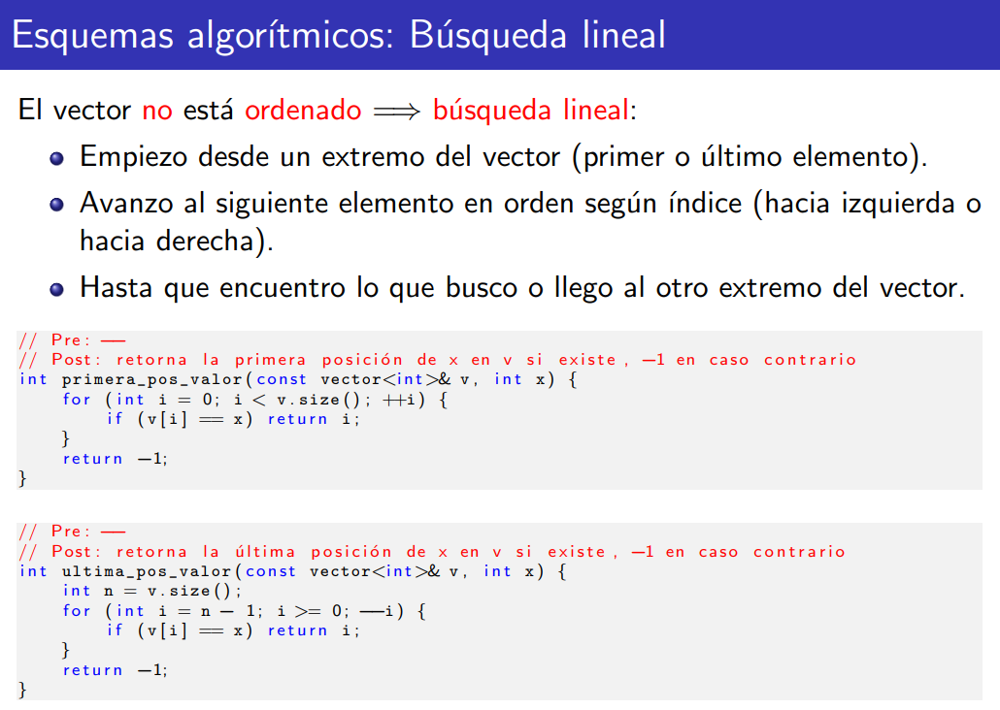 Esquemas algorítmicos: Búsqueda lineal
El vector no está ordenado ⟹ búsqueda lineal:
Empiezo desde un extremo del vector (primer o último elemento).
Avanzo al siguiente elemento en orden según índice (hacia izquierda o
hacia derecha).
Hasta que encuentro lo que busco o llego al otro extremo del vector.
// Pre: --
// Post: retorna la primera posición de x en v si existe, -1 en caso contrario
int primera_pos_valor(const vector<int>& v, int x) {
    for (int i = 0; i < v.size(); ++i) {
        if (v[i] == x) return i;
    }
    return -1;
}
// Pre: --
// Post: retorna la última posición de x en v si existe, -1 en caso contrario
int ultima_pos_valor(const vector<int>& v, int x) {
    int n = v.size();
    for (int i = n - 1; i >= 0; --i) {
        if (v[i] == x) return i;
    }
    return -1;
}